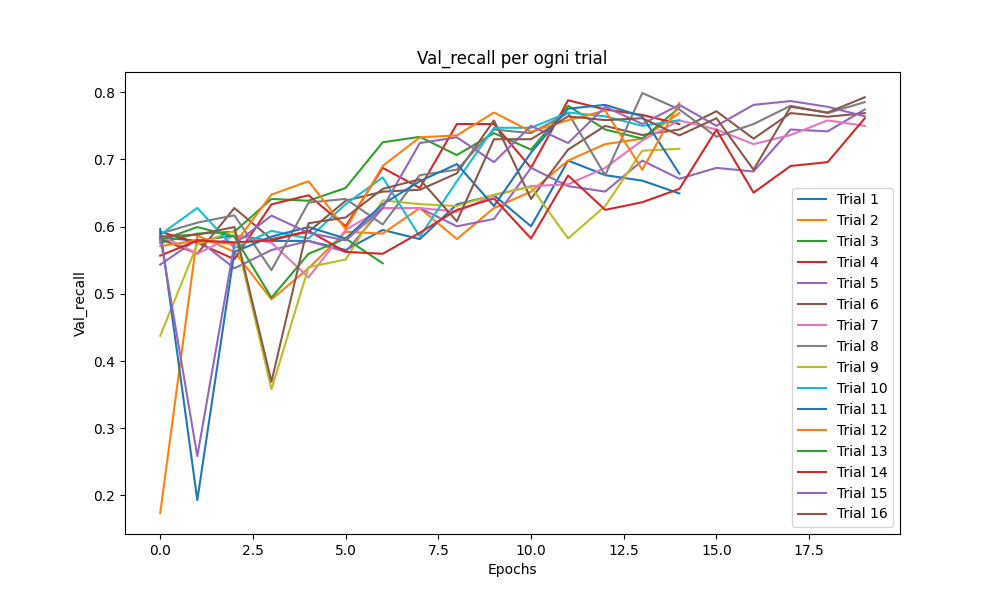 Val_recall per ogni trial
Val_recall
0.8
0.7
0.6
0.5
0.4
0.3
0.2
0.0
2.5
5.0
7.5
10.0
12.5
15.0
17.5
Epochs
Trial 1
Trial 2
Trial 3
Trial 4
Trial 5
Trial 6
Trial 7
Trial 8
Trial 9
Trial 10
Trial 11
Trial 12
Trial 13
Trial 14
Trial 15
Trial 16